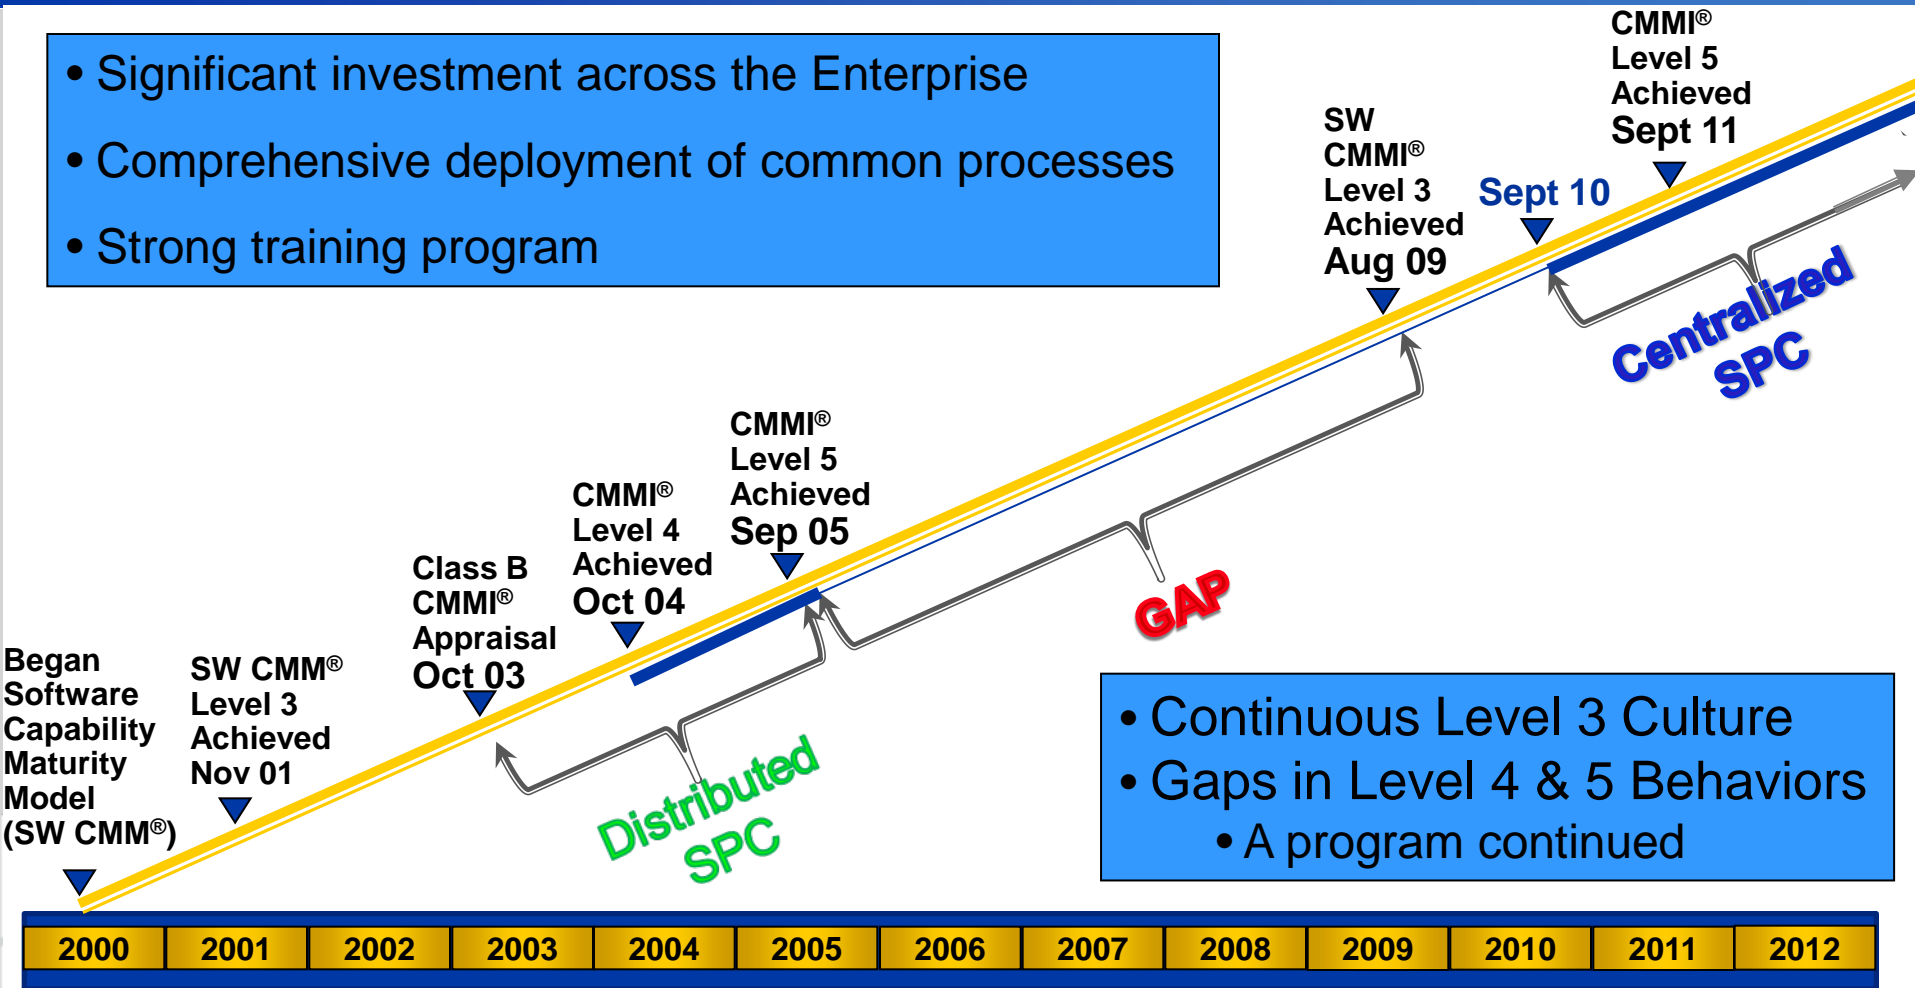 • Significant investment across the Enterprise
• Comprehensive deployment of common processes
• Strong training program
Began
Software
Capability
Maturity
Model
(SW CMM®)
SW CMM®
Level 3
Achieved
Nov 01
Class B
CMMI®
Appraisal
Oct 03
CMMI®
Level 4
Achieved
Oct 04
CMMI®
Level 5
Achieved
Sep 05
SW
CMMI®
Level 3
Achieved
Aug 09
Sept 10
CMMI®
Level 5
Achieved
Sept 11
Distributed
SPC
GAP
Centralized
SPC
• Continuous Level 3 Culture
• Gaps in Level 4 & 5 Behaviors
• A program continued
2000 2001 2002 2003 2004 2005 2006 2007 2008 2009 2010 2011 2012